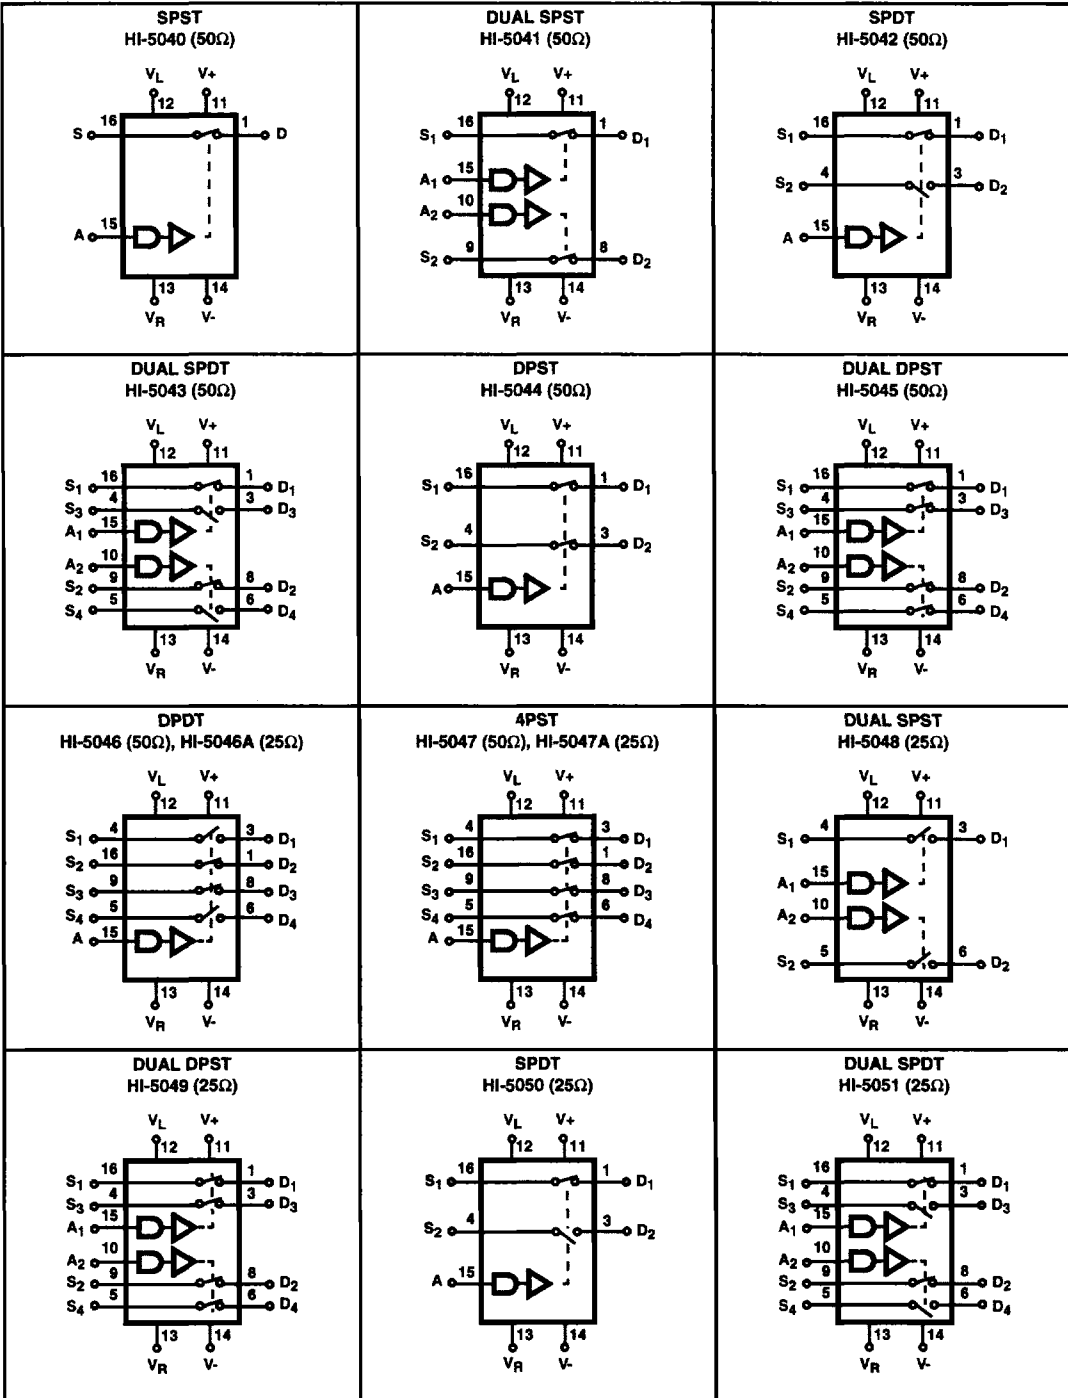 SPST
HI-5040 (50Ω)
VL V+
12 11
S 16 1 D
A 15
13 14
VR V-
DUAL SPST
HI-5041 (50Ω)
VL V+
12 11
S1 16 1 D1
A1 15
A2 10
S2 9 8 D2
13 14
VR V-
SPDT
HI-5042 (50Ω)
VL V+
12 11
S1 16 1 D1
S2 4 3 D2
A 15
13 14
VR V-
DUAL SPDT
HI-5043 (50Ω)
VL V+
12 11
S1 16 1 D1
S3 4 3 D3
A1 15
A2 10
S2 9 8 D2
S4 5 6 D4
13 14
VR V-
DPST
HI-5044 (50Ω)
VL V+
12 11
S1 16 1 D1
S2 4 3 D2
A 15
13 14
VR V-
DUAL DPST
HI-5045 (50Ω)
VL V+
12 11
S1 16 1 D1
S3 4 3 D3
A1 15
A2 10
S2 9 8 D2
S4 5 6 D4
13 14
VR V-
DPDT
HI-5046 (50Ω), HI-5046A (25Ω)
VL V+
12 11
S1 4 3 D1
S2 16 1 D2
S3 9 8 D3
S4 5 6 D4
A 15
13 14
VR V-
4PST
HI-5047 (50Ω), HI-5047A (25Ω)
VL V+
12 11
S1 4 3 D1
S2 16 1 D2
S3 9 8 D3
S4 5 6 D4
A 15
13 14
VR V-
DUAL SPST
HI-5048 (25Ω)
VL V+
12 11
S1 4 3 D1
A1 15
A2 10
S2 5 6 D2
13 14
VR V-
DUAL DPST
HI-5049 (25Ω)
VL V+
12 11
S1 16 1 D1
S3 4 3 D3
A1 15
A2 10
S2 9 8 D2
S4 5 6 D4
13 14
VR V-
SPDT
HI-5050 (25Ω)
VL V+
12 11
S1 16 1 D1
S2 4 3 D2
A 15
13 14
VR V-
DUAL SPDT
HI-5051 (25Ω)
VL V+
12 11
S1 16 1 D1
S3 4 3 D3
A1 15
A2 10
S2 9 8 D2
S4 5 6 D4
13 14
VR V-